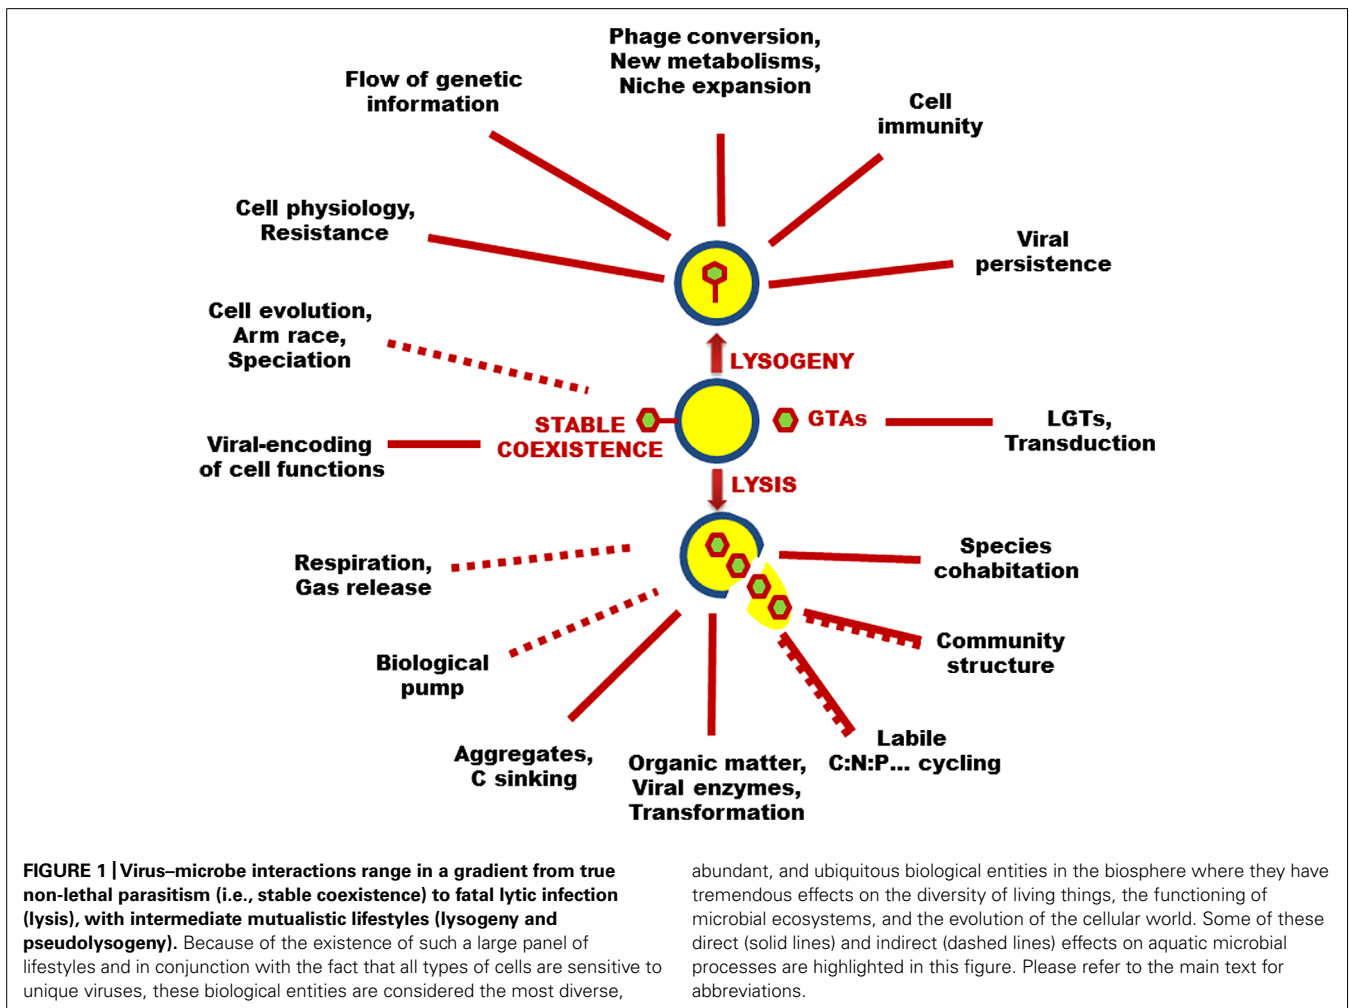 Phage conversion,
New metabolisms,
Niche expansion
Flow of genetic
information
Cell
immunity
Cell physiology,
Resistance
Viral
persistence
Cell evolution,
Arm race,
Speciation
LYSOGENY
STABLE
COEXISTENCE
GTAs
LGTs,
Transduction
Viral-encoding
of cell functions
LYSIS
Respiration,
Gas release
Species
cohabitation
Biological
pump
Community
structure
Aggregates,
C sinking
Organic matter,
Viral enzymes,
Transformation
Labile
C:N:P... cycling
FIGURE 1 | Virus–microbe interactions range in a gradient from true
non-lethal parasitism (i.e., stable coexistence) to fatal lytic infection
(lysis), with intermediate mutualistic lifestyles (lysogeny and
pseudolysogeny). Because of the existence of such a large panel of
lifestyles and in conjunction with the fact that all types of cells are sensitive to
unique viruses, these biological entities are considered the most diverse,
abundant, and ubiquitous biological entities in the biosphere where they have
tremendous effects on the diversity of living things, the functioning of
microbial ecosystems, and the evolution of the cellular world. Some of these
direct (solid lines) and indirect (dashed lines) effects on aquatic microbial
processes are highlighted in this figure. Please refer to the main text for
abbreviations.